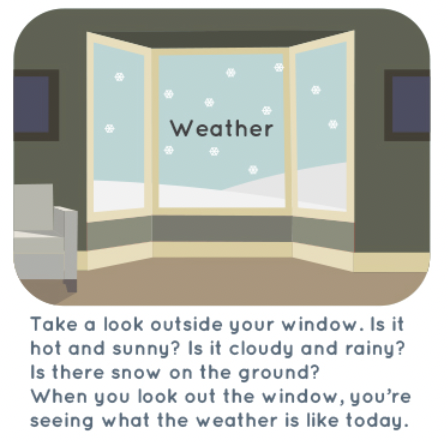 Weather
Take a look outside your window. Is it
hot and sunny? Is it cloudy and rainy?
Is there snow on the ground?
When you look out the window, you're
seeing what the weather is like today.